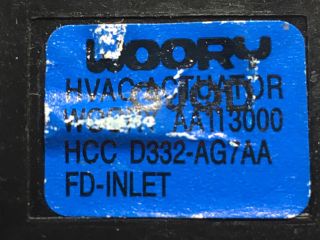 WOORY
HVAC ACTUATOR
AA113000
HCC D332-AG7AA
FD-INLET